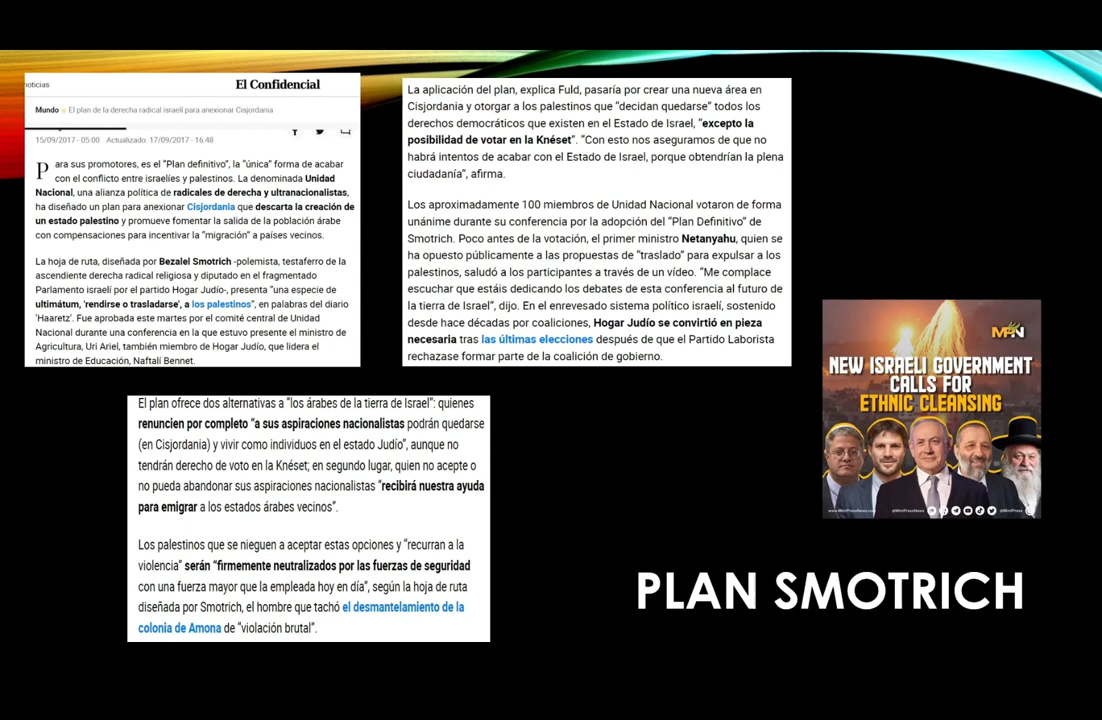 noticias
El Confidencial
Mundo El plan de la derecha radical israelí para anexionar Cisjordania
15/09/2017 - 05:00 Actualizado: 17/09/2017 - 16:48
Para sus promotores, es el "Plan definitivo", la "única" forma de acabar
con el conflicto entre israelíes y palestinos. La denominada Unidad
Nacional, una alianza política de radicales de derecha y ultranacionalistas,
ha diseñado un plan para anexionar Cisjordania que descarta la creación de
un estado palestino y promueve fomentar la salida de la población árabe
con compensaciones para incentivar la "migración" a países vecinos.
La hoja de ruta, diseñada por Bezalel Smotrich -polemista, testaferro de la
ascendiente derecha radical religiosa y diputado en el fragmentado
Parlamento israelí por el partido Hogar Judío-, presenta "una especie de
ultimátum, 'rendirse o trasladarse', a los palestinos", en palabras del diario
'Haaretz'. Fue aprobada este martes por el comité central de Unidad
Nacional durante una conferencia en la que estuvo presente el ministro de
Agricultura, Uri Ariel, también miembro de Hogar Judío, que lidera el
ministro de Educación, Naftalí Bennet.
La aplicación del plan, explica Fuld, pasaría por crear una nueva área en
Cisjordania y otorgar a los palestinos que "decidan quedarse" todos los
derechos democráticos que existen en el Estado de Israel, "excepto la
posibilidad de votar en la Knéset". "Con esto nos aseguramos de que no
habrá intentos de acabar con el Estado de Israel, porque obtendrían la plena
ciudadanía", afirma.
Los aproximadamente 100 miembros de Unidad Nacional votaron de forma
unánime durante su conferencia por la adopción del "Plan Definitivo" de
Smotrich. Poco antes de la votación, el primer ministro Netanyahu, quien se
ha opuesto públicamente a las propuestas de "traslado" para expulsar a los
palestinos, saludó a los participantes a través de un vídeo. "Me complace
escuchar que estáis dedicando los debates de esta conferencia al futuro de
la tierra de Israel", dijo. En el enrevesado sistema político israelí, sostenido
desde hace décadas por coaliciones, Hogar Judío se convirtió en pieza
necesaria tras las últimas elecciones después de que el Partido Laborista
rechazase formar parte de la coalición de gobierno.
El plan ofrece dos alternativas a "los árabes de la tierra de Israel": quienes
renuncien por completo "a sus aspiraciones nacionalistas podrán quedarse
(en Cisjordania) y vivir como individuos en el estado Judío", aunque no
tendrán derecho de voto en la Knéset; en segundo lugar, quien no acepte o
no pueda abandonar sus aspiraciones nacionalistas "recibirá nuestra ayuda
para emigrar a los estados árabes vecinos".
Los palestinos que se nieguen a aceptar estas opciones y "recurran a la
violencia" serán "firmemente neutralizados por las fuerzas de seguridad
con una fuerza mayor que la empleada hoy en día", según la hoja de ruta
diseñada por Smotrich, el hombre que tachó el desmantelamiento de la
colonia de Amona de "violación brutal".
MPN
NEW ISRAELI GOVERNMENT
CALLS FOR
ETHNIC CLEANSING
www.MintPressNews.com @MintPressNews @MintPress
PLAN SMOTRICH